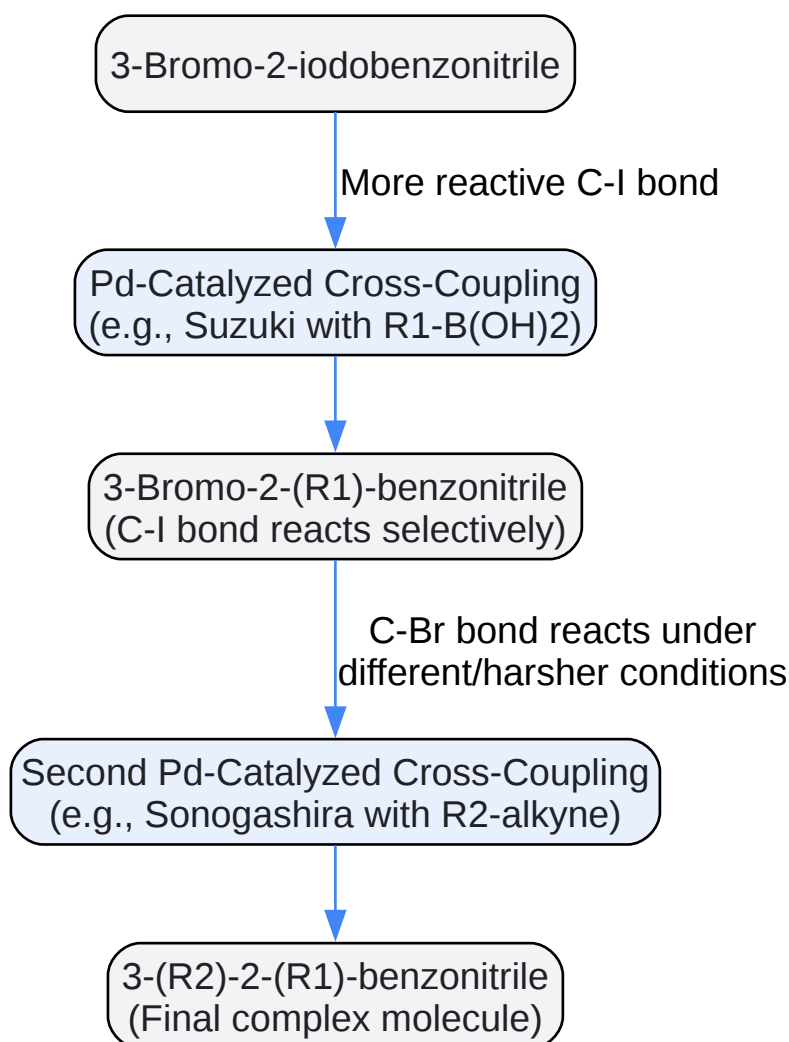 3-Bromo-2-iodobenzonitrile
More reactive C-I bond
Pd-Catalyzed Cross-Coupling
(e.g., Suzuki with R1-B(OH)2)
3-Bromo-2-(R1)-benzonitrile
(C-I bond reacts selectively)
C-Br bond reacts under
different/harsher conditions
Second Pd-Catalyzed Cross-Coupling
(e.g., Sonogashira with R2-alkyne)
3-(R2)-2-(R1)-benzonitrile
(Final complex molecule)